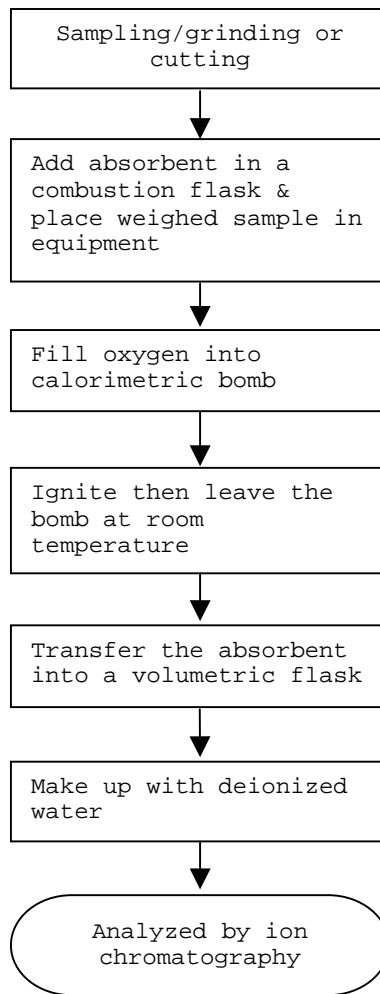 Sampling/grinding or
cutting
Add absorbent in a
combustion flask &
place weighed sample in
equipment
Fill oxygen into
calorimetric bomb
Ignite then leave the
bomb at room
temperature
Transfer the absorbent
into a volumetric flask
Make up with deionized
water
Analyzed by ion
chromatography